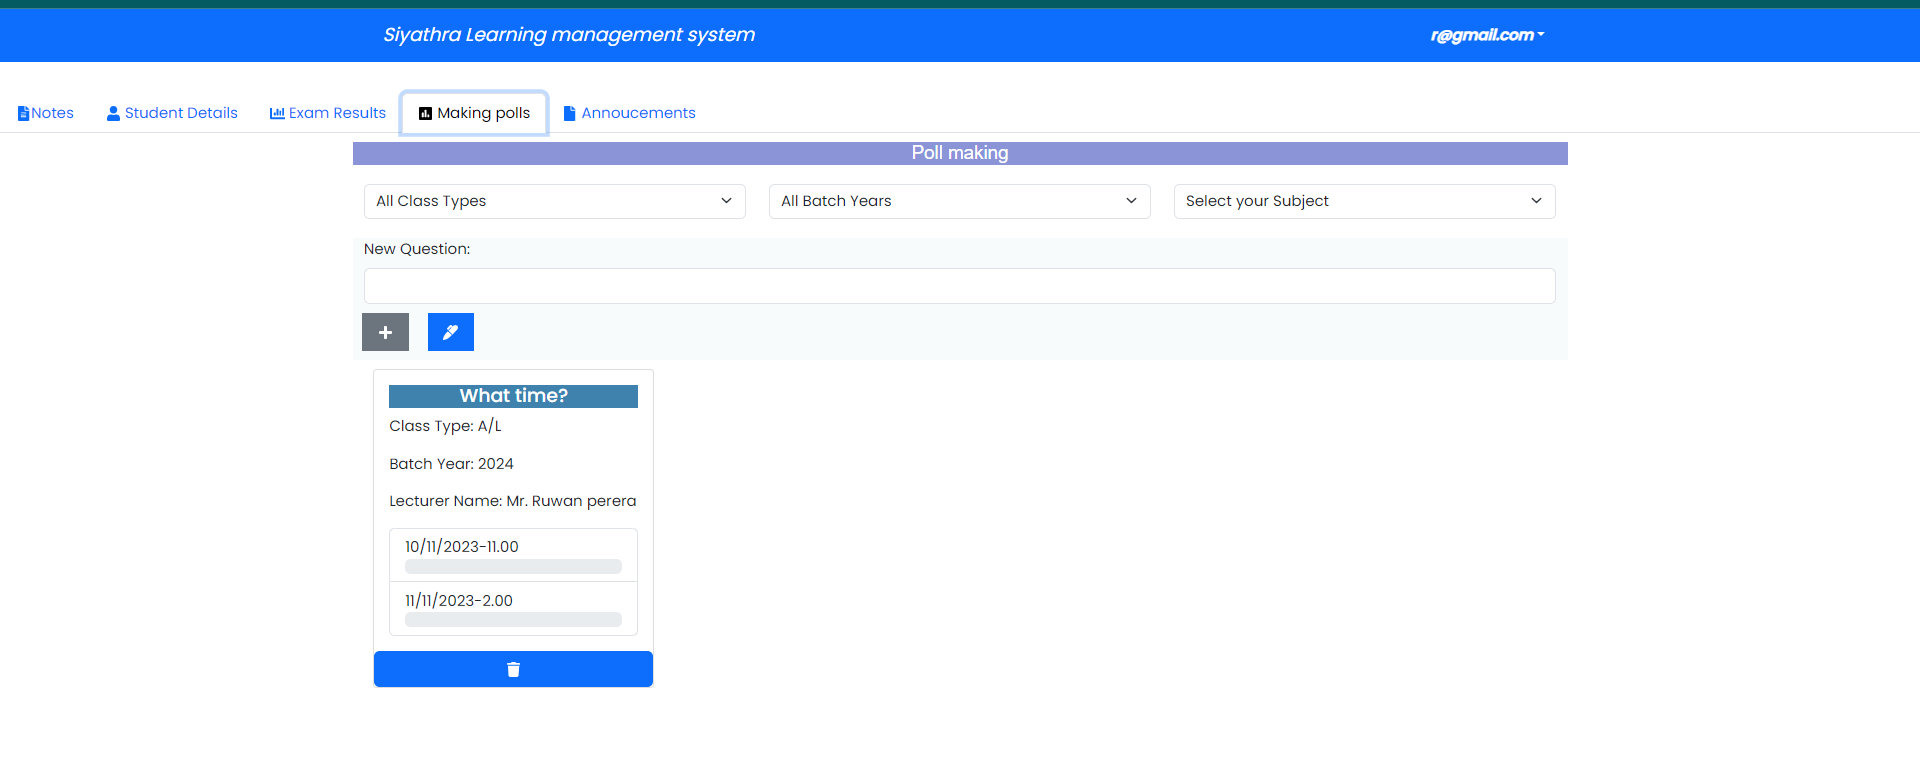 Siyathra Learning management system
r@gmail.com
Notes Student Details Exam Results Making polls Annoucements
Poll making
All Class Types All Batch Years Select your Subject
New Question:
What time?
Class Type: A/L
Batch Year: 2024
Lecturer Name: Mr. Ruwan perera
10/11/2023-11.00
11/11/2023-2.00